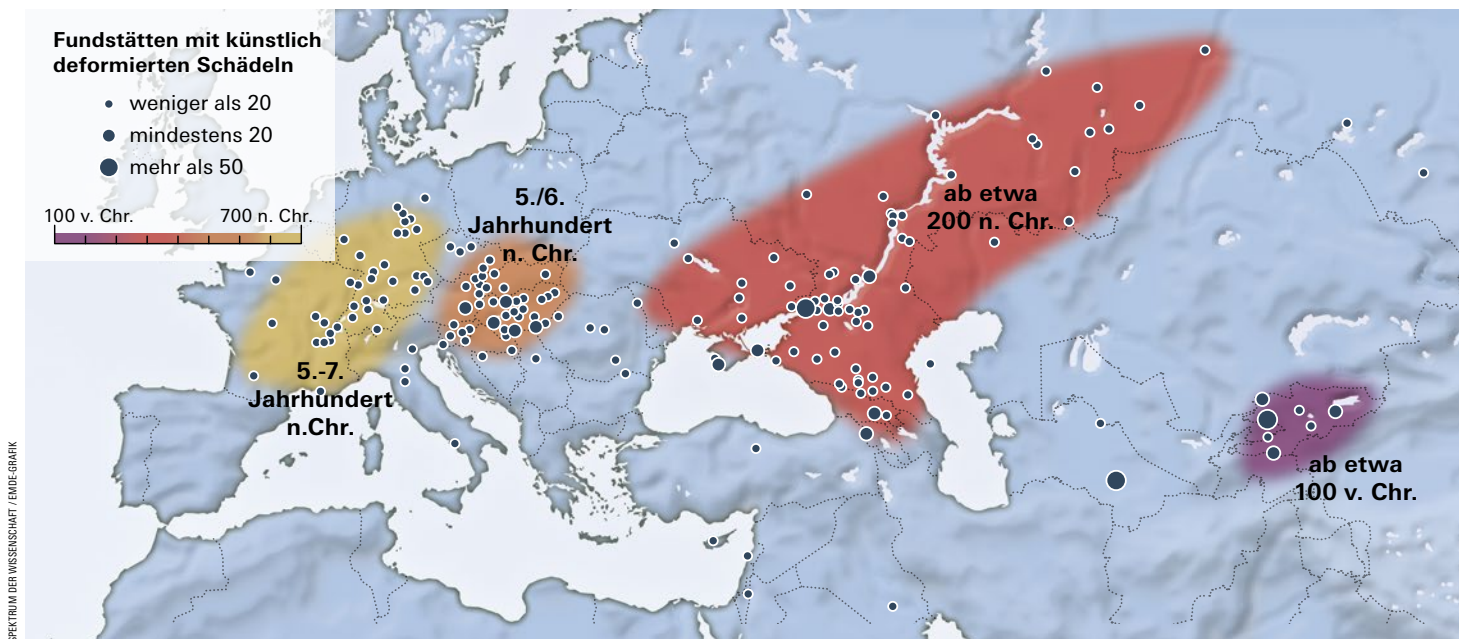 Fundstätten mit künstlich
deformierten Schädeln
weniger als 20
mindestens 20
mehr als 50
100 v. Chr.
700 n. Chr.
5./6.
Jahrhundert
n. Chr.
ab etwa
200 n. Chr.
5.-7.
Jahrhundert
n.Chr.
ab etwa
100 v. Chr.
SPEKTRUM DER WISSENSCHAFT / EMDE-GRAFIK